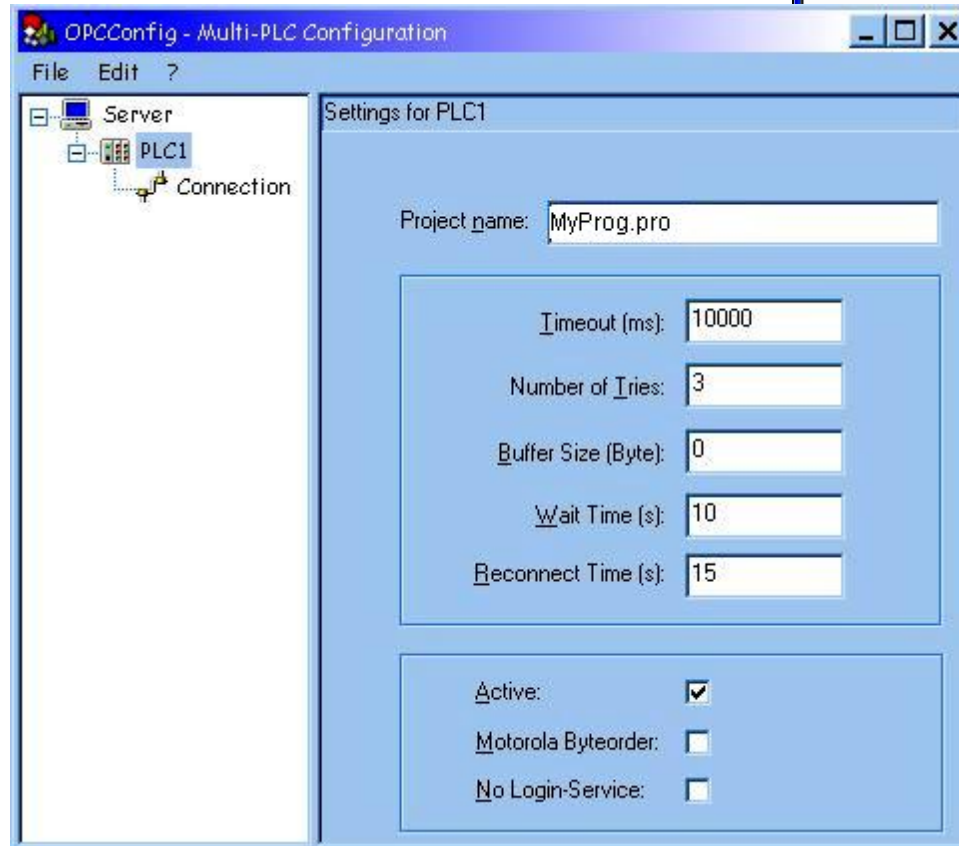 OPCConfig - Multi-PLC Configuration
File Edit ?
Server
PLC1
Connection
Settings for PLC1
Project name: MyProg.pro
Timeout (ms): 10000
Number of Tries: 3
Buffer Size (Byte): 0
Wait Time (s): 10
Reconnect Time (s): 15
Active:
Motorola Byteorder:
No Login-Service: